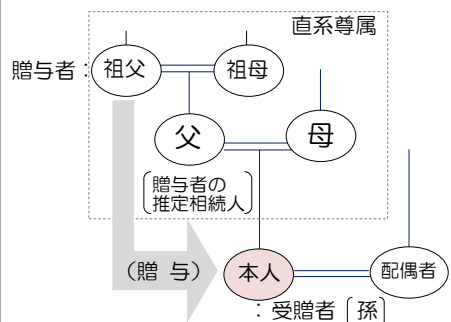 直系尊属
贈与者：祖父 祖母
父 母
〔贈与者の
推定相続人〕
（贈 与） 本人 配偶者
：受贈者〔孫〕